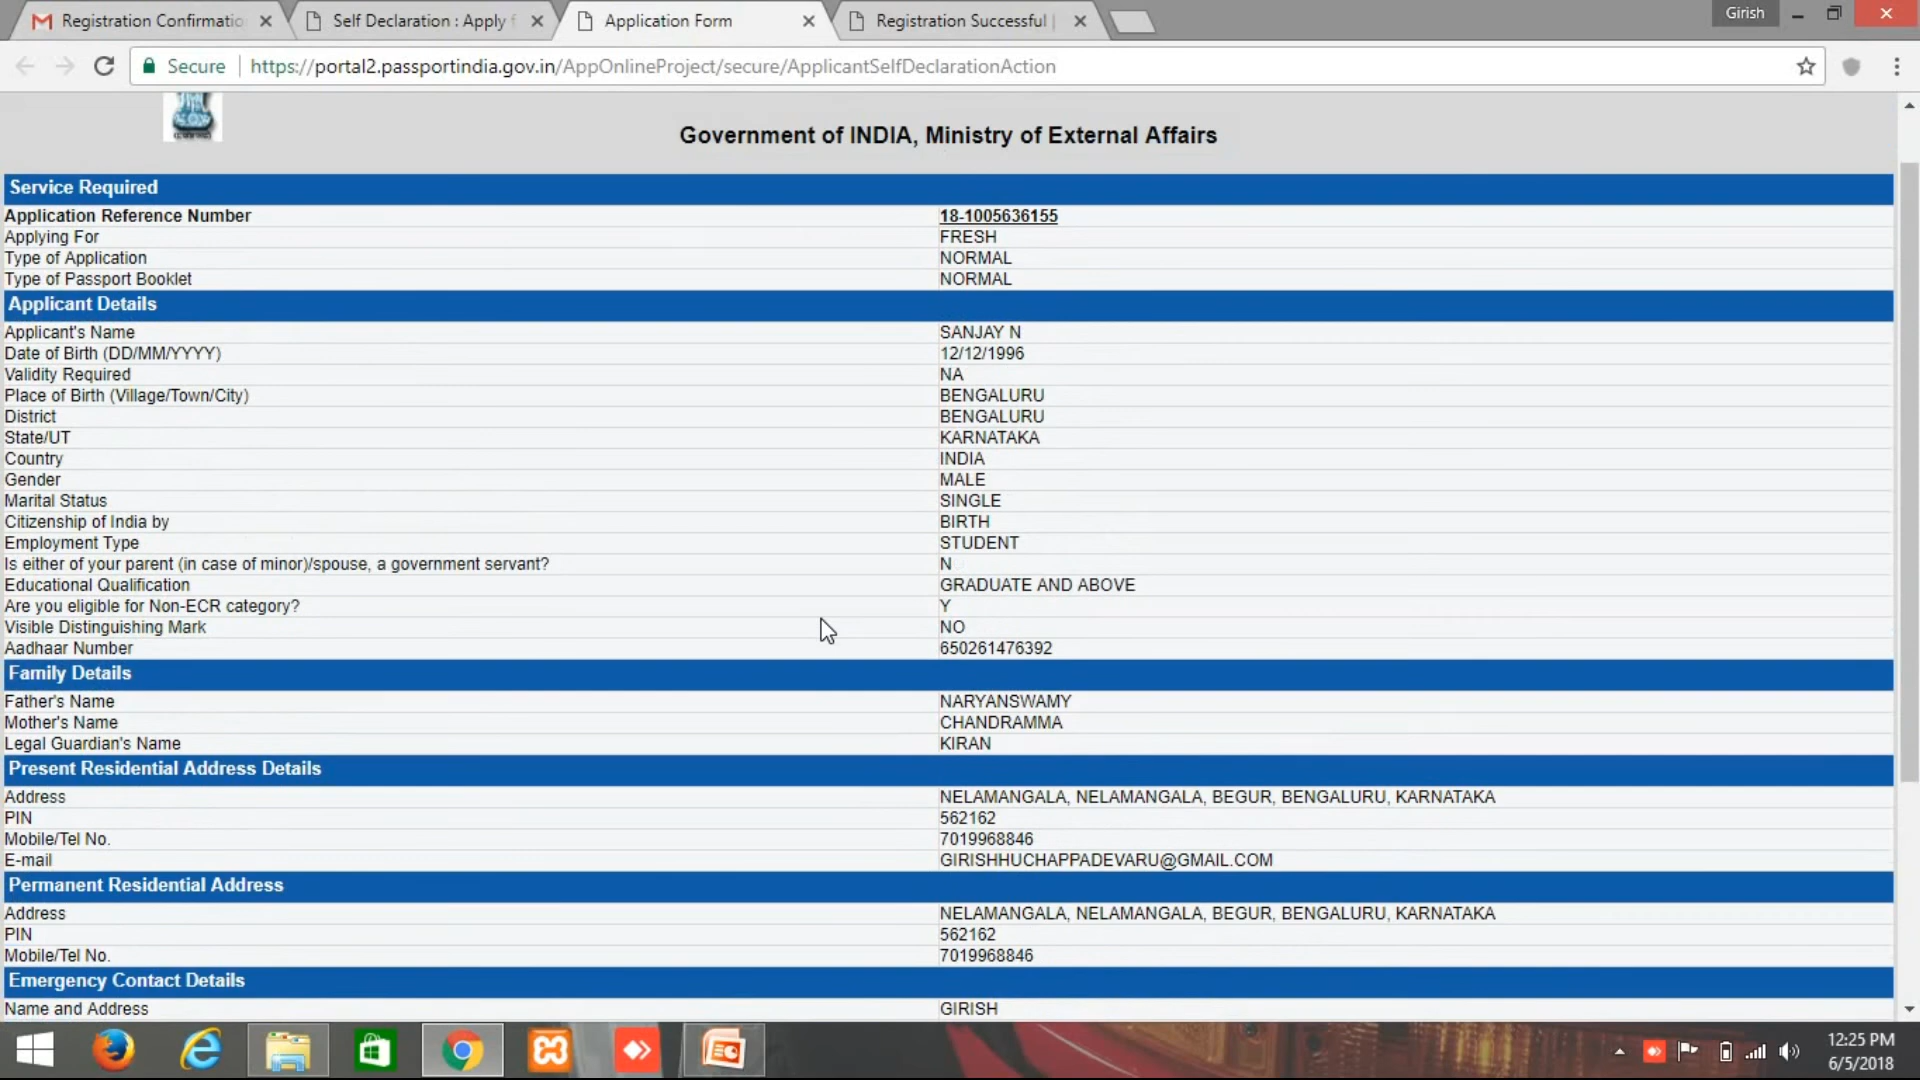 Registration Confirmatio
Self Declaration : Apply f
Application Form
Registration Successful |
Girish
Secure
https://portal2.passportindia.gov.in/AppOnlineProject/secure/ApplicantSelfDeclarationAction
Government of INDIA, Ministry of External Affairs
Service Required
Application Reference Number 18-1005636155
Applying For FRESH
Type of Application NORMAL
Type of Passport Booklet NORMAL
Applicant Details
Applicant's Name SANJAY N
Date of Birth (DD/MM/YYYY) 12/12/1996
Validity Required NA
Place of Birth (Village/Town/City) BENGALURU
District BENGALURU
State/UT KARNATAKA
Country INDIA
Gender MALE
Marital Status SINGLE
Citizenship of India by BIRTH
Employment Type STUDENT
Is either of your parent (in case of minor)/spouse, a government servant? N
Educational Qualification GRADUATE AND ABOVE
Are you eligible for Non-ECR category? Y
Visible Distinguishing Mark NO
Aadhaar Number 650261476392
Family Details
Father's Name NARYANSWAMY
Mother's Name CHANDRAMMA
Legal Guardian's Name KIRAN
Present Residential Address Details
Address NELAMANGALA, NELAMANGALA, BEGUR, BENGALURU, KARNATAKA
PIN 562162
Mobile/Tel No. 7019968846
E-mail GIRISHHUCHAPPADEVARU@GMAIL.COM
Permanent Residential Address
Address NELAMANGALA, NELAMANGALA, BEGUR, BENGALURU, KARNATAKA
PIN 562162
Mobile/Tel No. 7019968846
Emergency Contact Details
Name and Address GIRISH
12:25 PM
6/5/2018